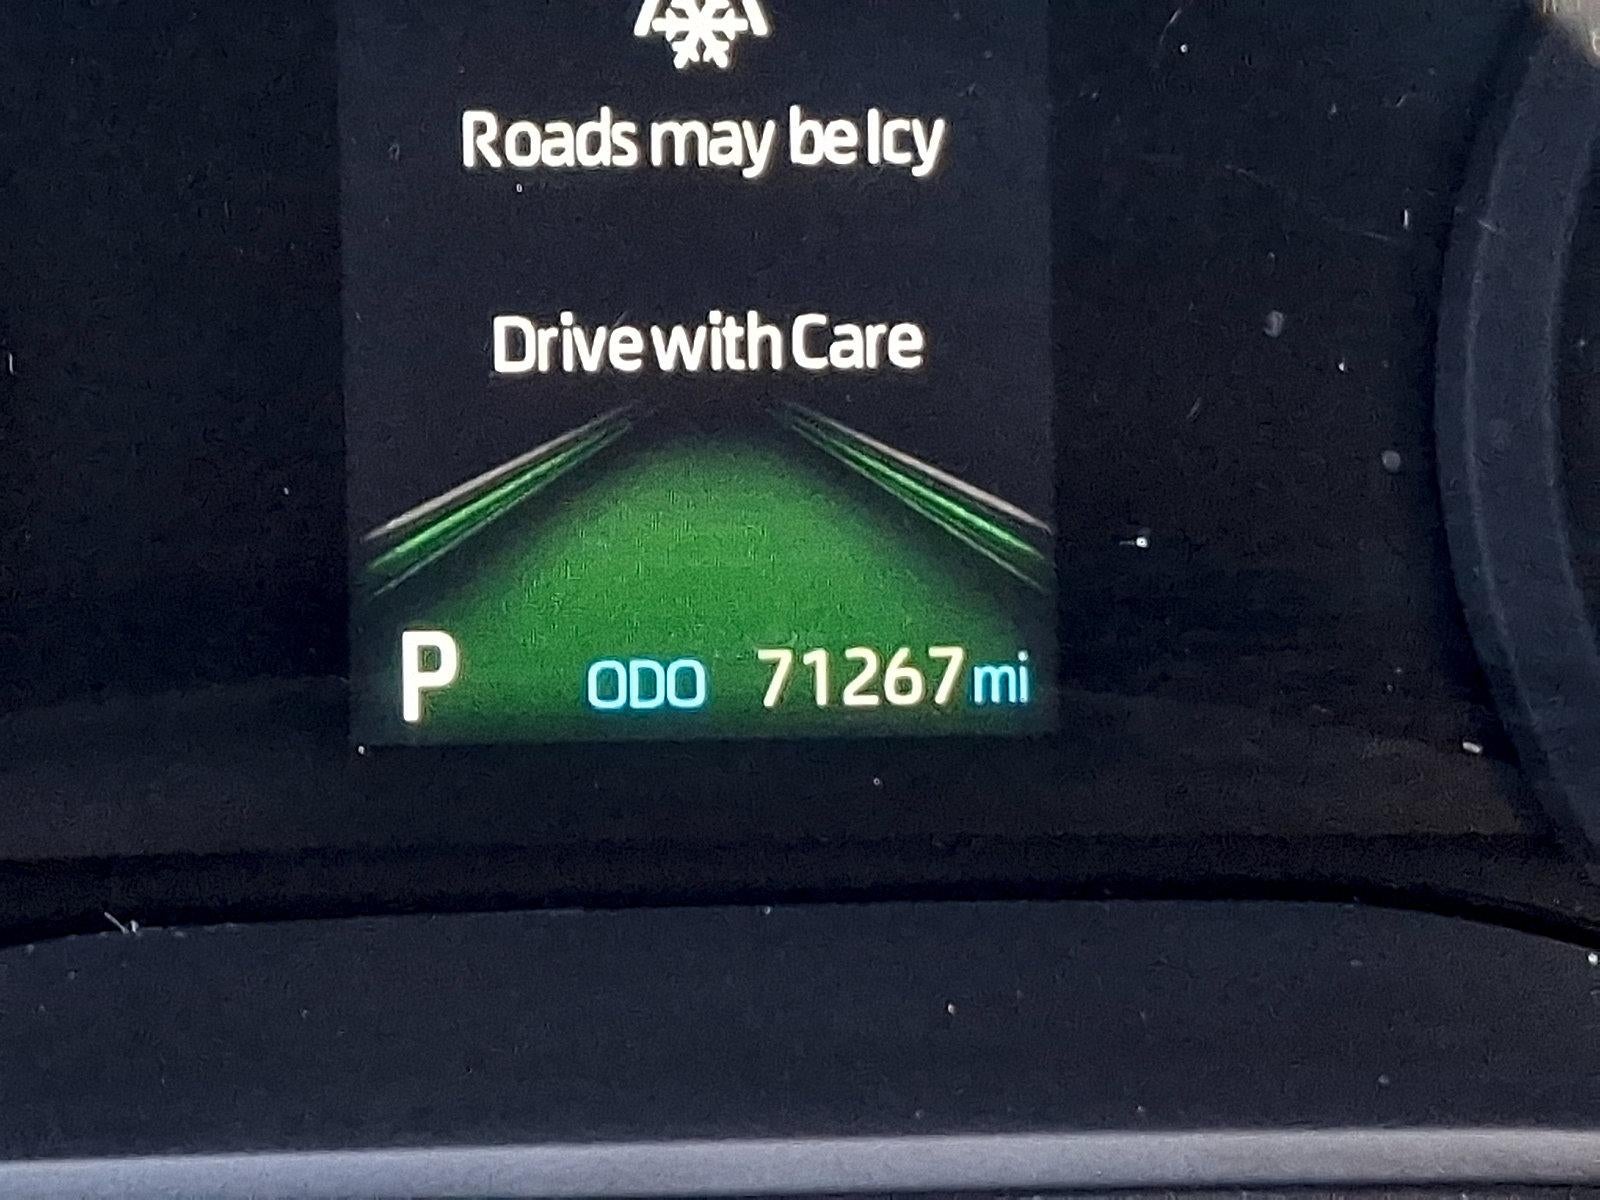 Roads may be Icy
Drive with Care
P ODO 71267 mi